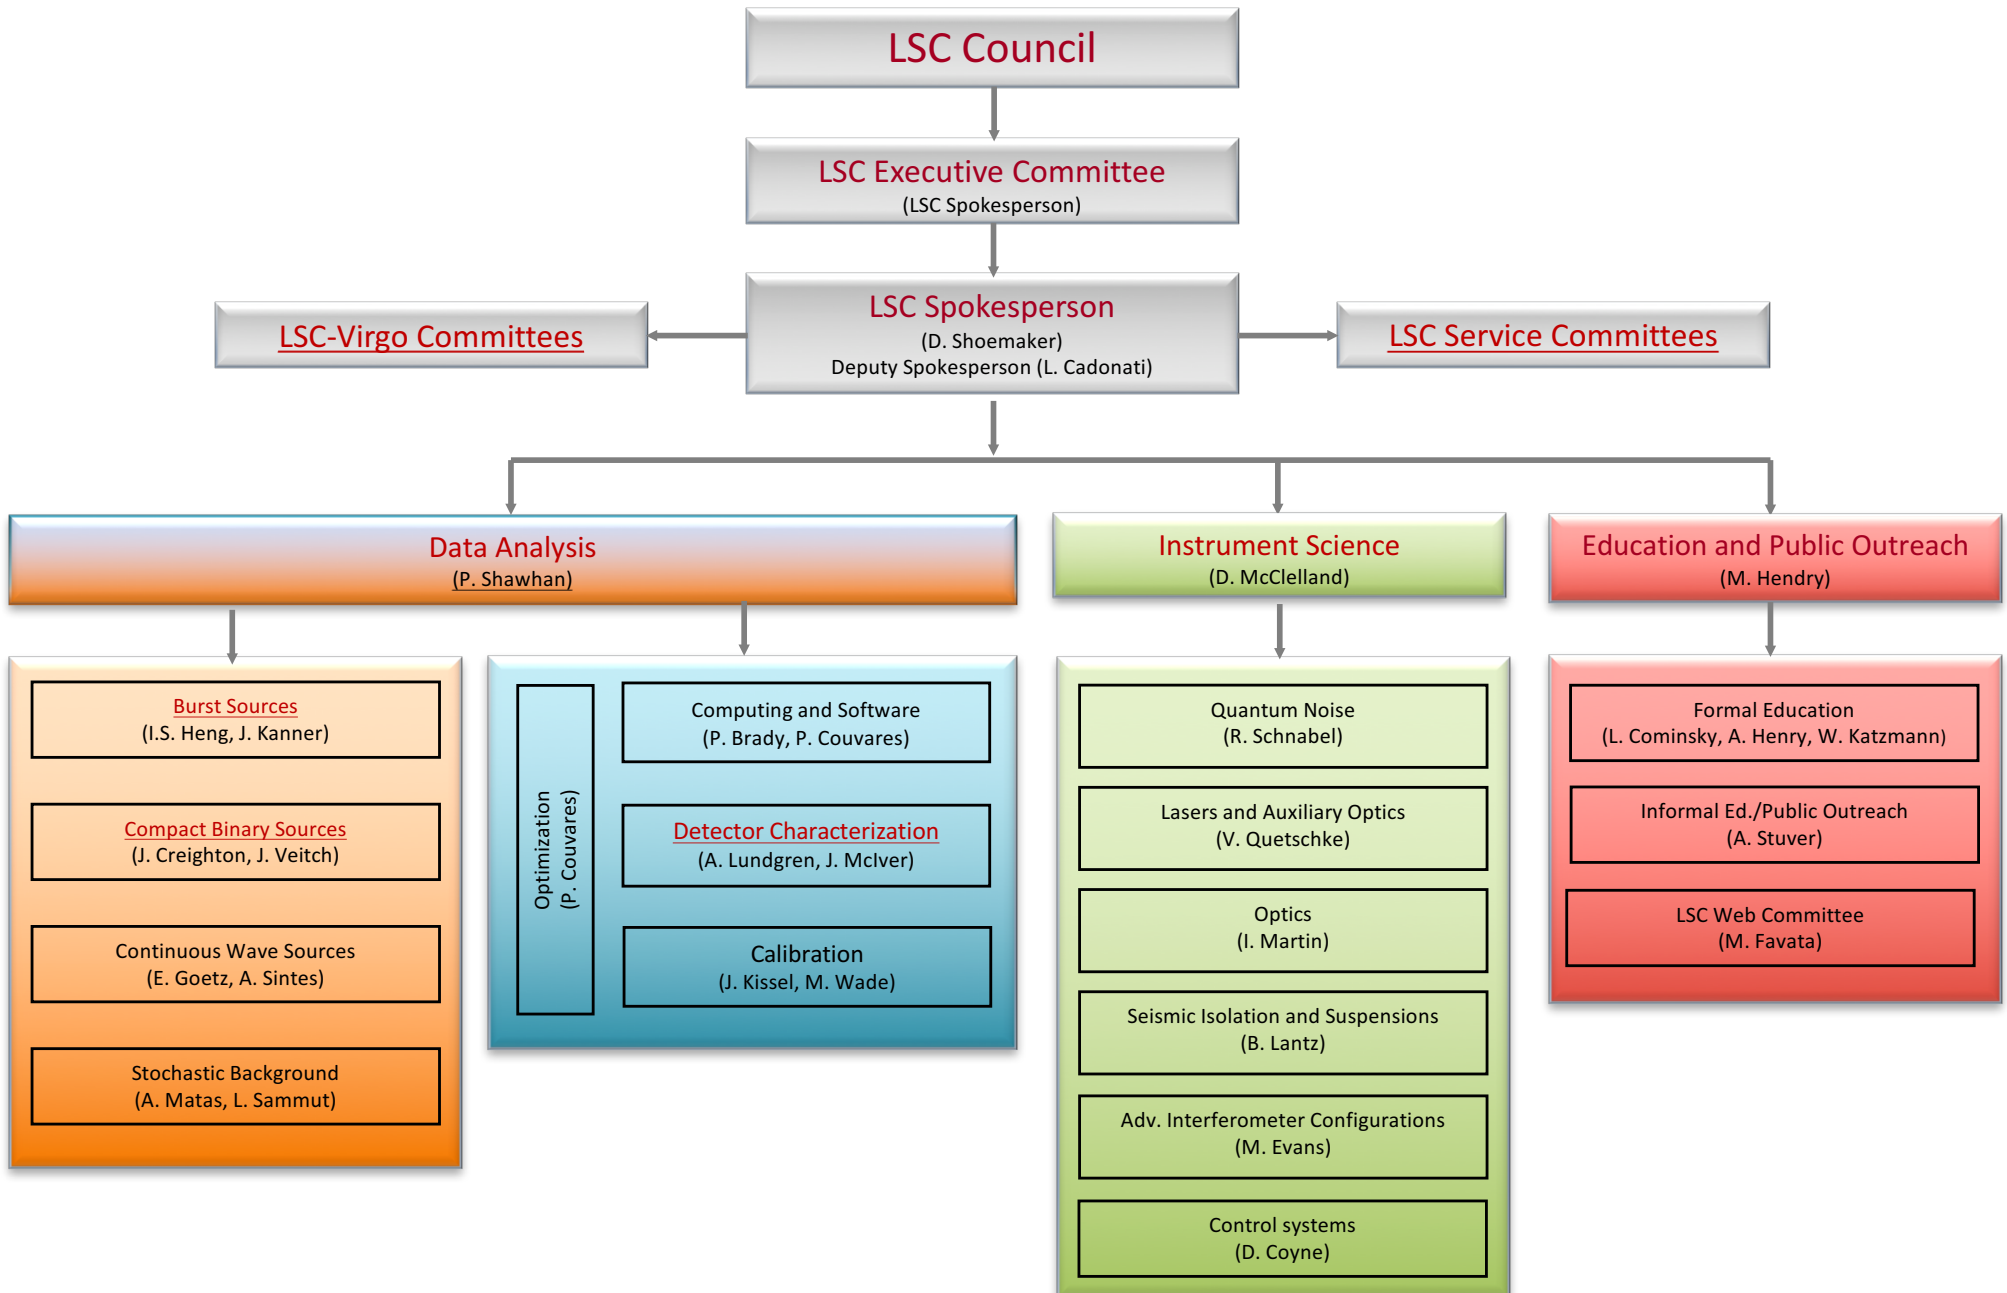 LSC Council
LSC Executive Committee
(LSC Spokesperson)
LSC Spokesperson
(D. Shoemaker)
Deputy Spokesperson (L. Cadonati)
LSC-Virgo Committees
LSC Service Committees
Data Analysis
(P. Shawhan)
Instrument Science
(D. McClelland)
Education and Public Outreach
(M. Hendry)
Burst Sources
(I.S. Heng, J. Kanner)
Compact Binary Sources
(J. Creighton, J. Veitch)
Continuous Wave Sources
(E. Goetz, A. Sintes)
Stochastic Background
(A. Matas, L. Sammut)
Optimization
(P. Couvares)
Computing and Software
(P. Brady, P. Couvares)
Detector Characterization
(A. Lundgren, J. McIver)
Calibration
(J. Kissel, M. Wade)
Quantum Noise
(R. Schnabel)
Lasers and Auxiliary Optics
(V. Quetschke)
Optics
(I. Martin)
Seismic Isolation and Suspensions
(B. Lantz)
Adv. Interferometer Configurations
(M. Evans)
Control systems
(D. Coyne)
Formal Education
(L. Cominsky, A. Henry, W. Katzmann)
Informal Ed./Public Outreach
(A. Stuver)
LSC Web Committee
(M. Favata)